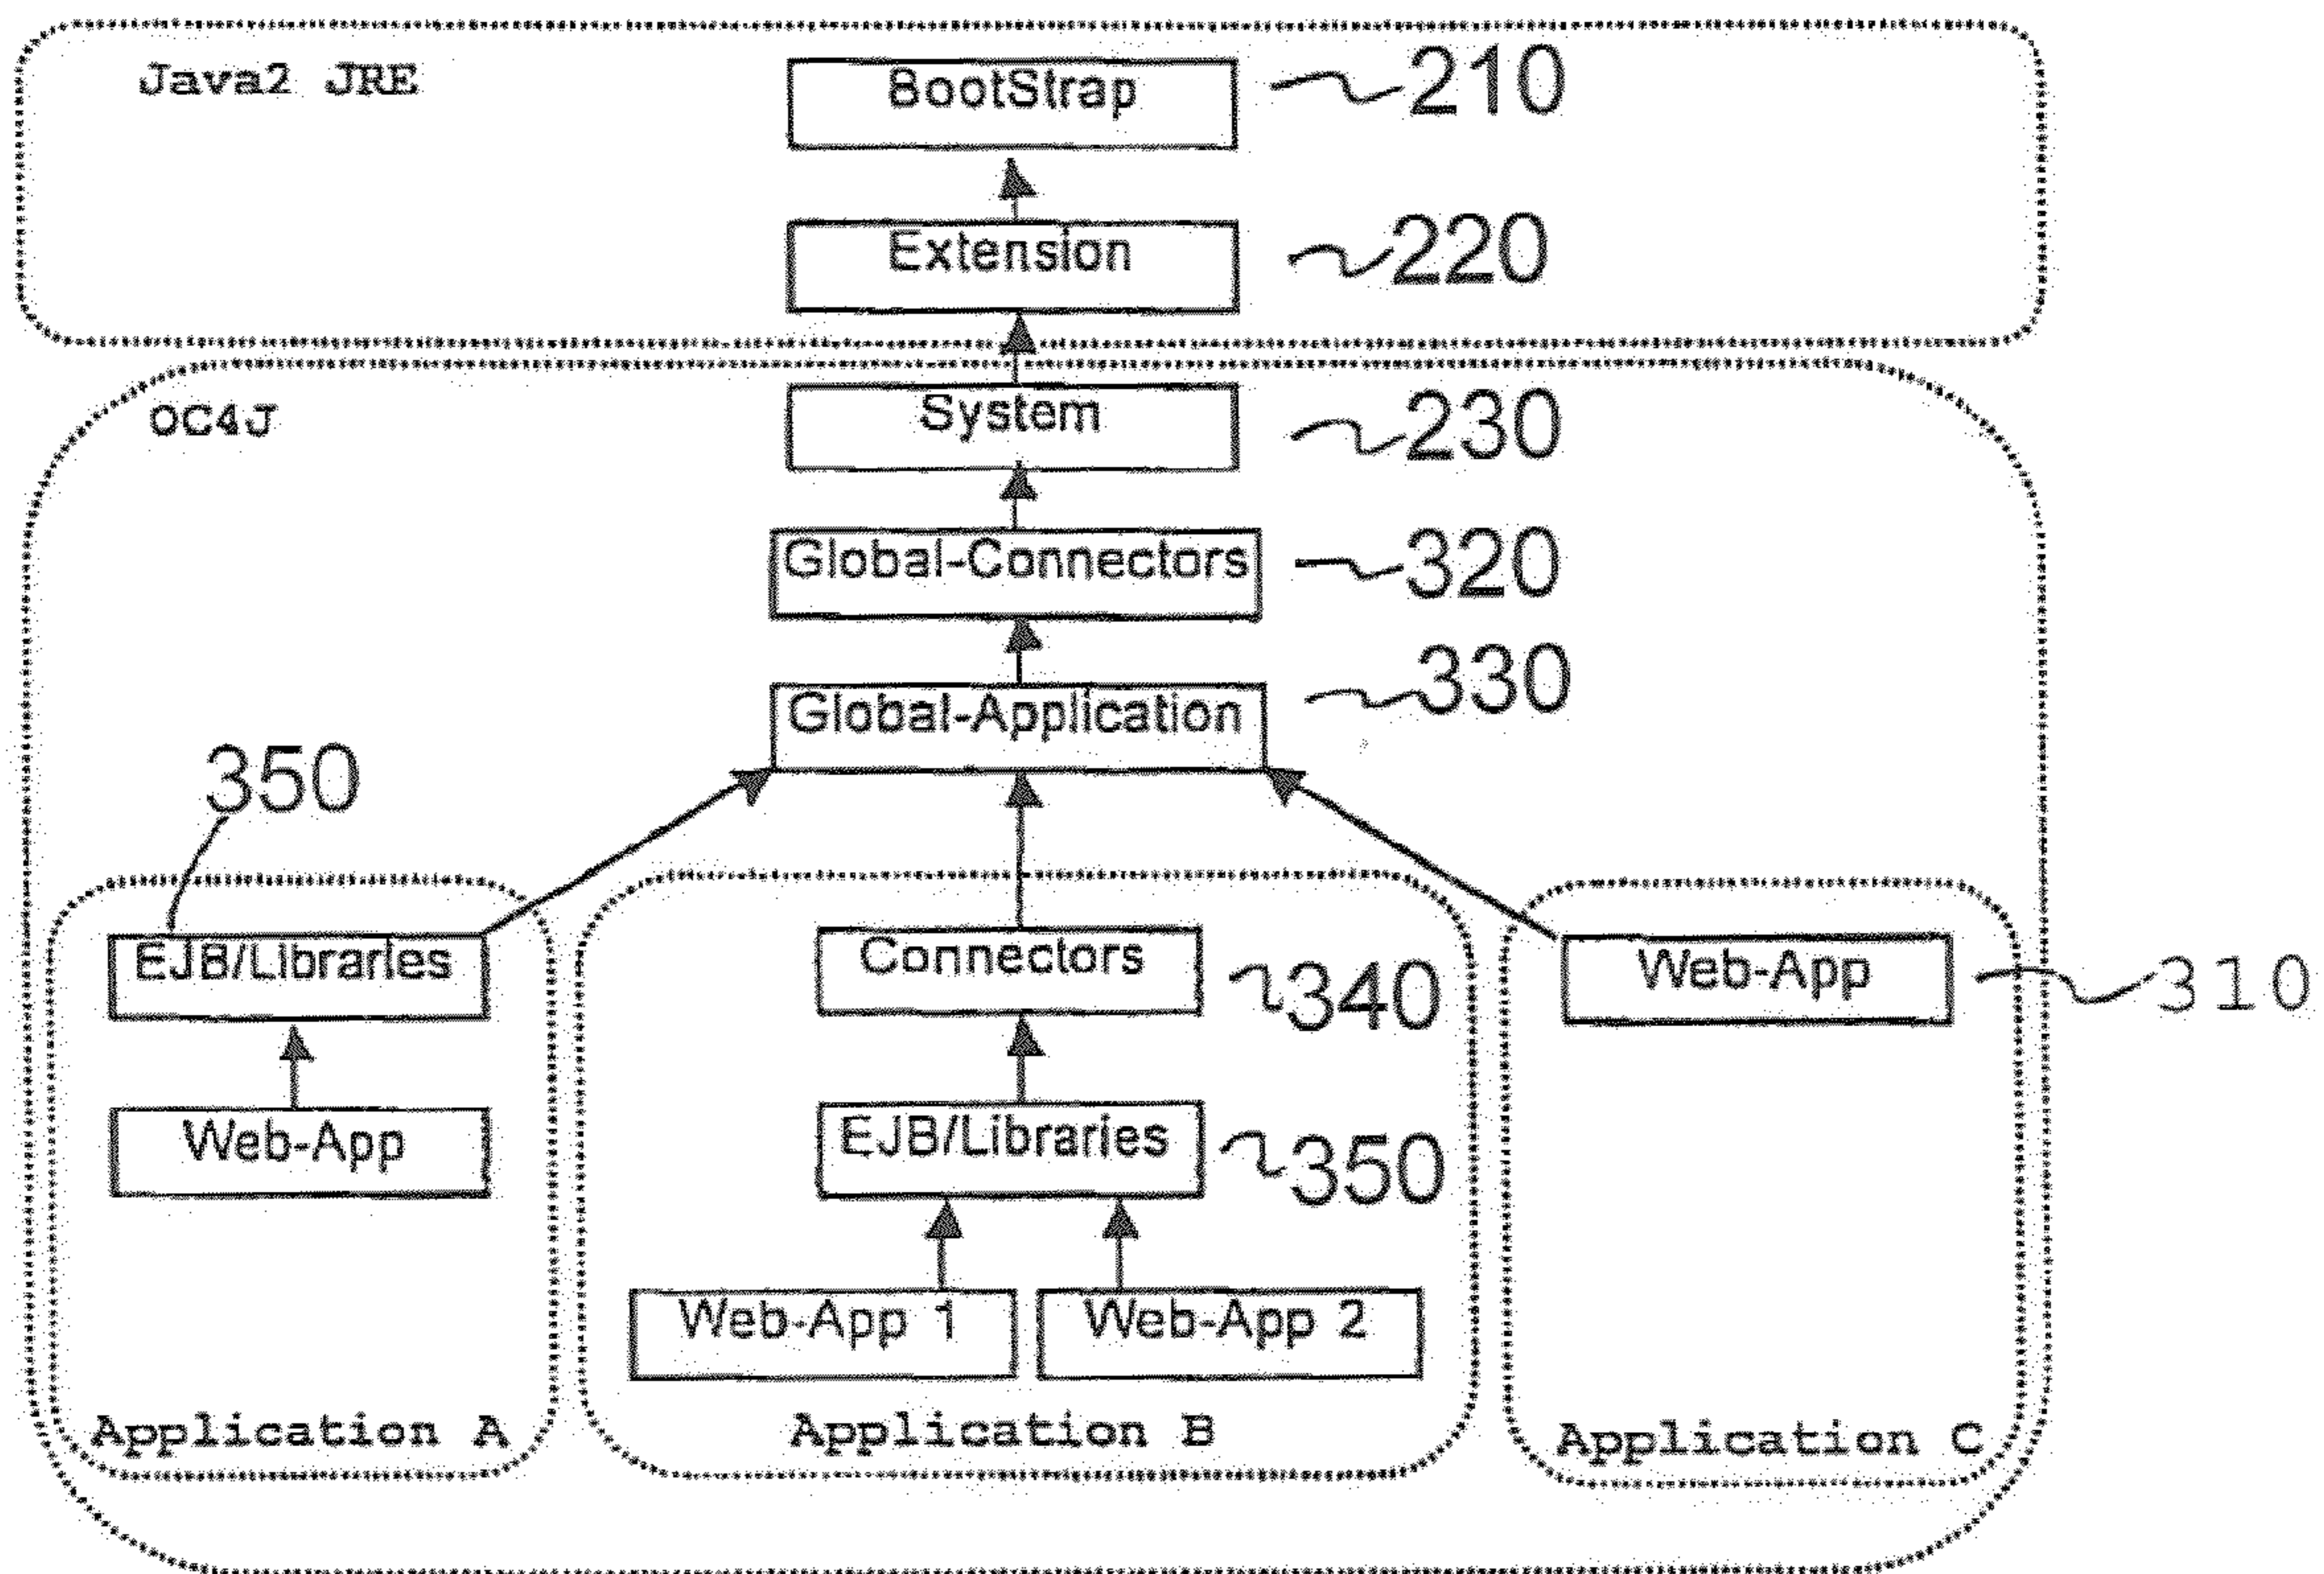 Java2 JRE
BootStrap
210
Extension
220
OC4J
System
230
Global-Connectors
320
Global-Application
330
350
EJB/Libraries
Connectors
340
Web-App
310
Web-App
EJB/Libraries
350
Web-App 1
Web-App 2
Application A
Application B
Application C